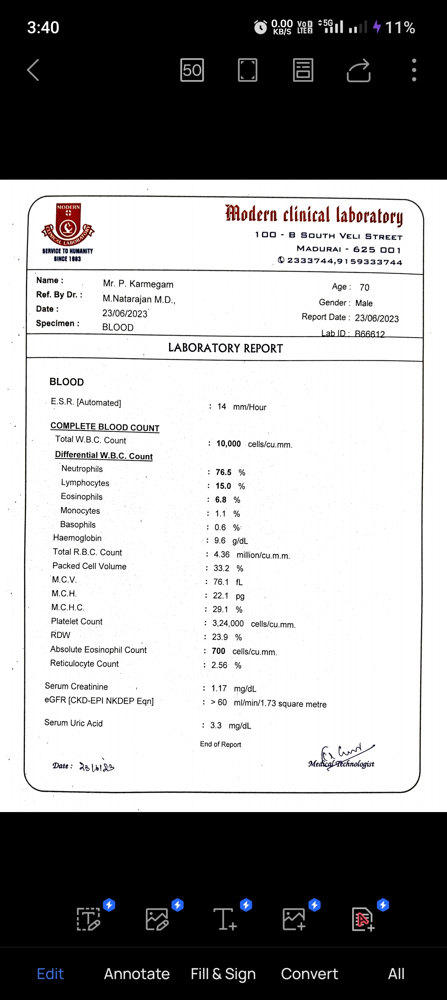 3:40
0.00 KB/S VoLTE2 5G 11%
50
MODERN
CLINICAL LABORATORY
SERVICE TO HUMANITY
SINCE 1983
Modern clinical laboratory
100 - B SOUTH VELI STREET
MADURAI - 625 001
2333744,9159333744
Name : Mr. P. Karmegam Age : 70
Ref. By Dr. : M.Natarajan M.D., Gender : Male
Date : 23/06/2023 Report Date : 23/06/2023
Specimen : BLOOD Lab ID : B66612
LABORATORY REPORT
BLOOD
E.S.R. [Automated] : 14 mm/Hour
COMPLETE BLOOD COUNT
Total W.B.C. Count : 10,000 cells/cu.mm.
Differential W.B.C. Count
Neutrophils : 76.5 %
Lymphocytes : 15.0 %
Eosinophils : 6.8 %
Monocytes : 1.1 %
Basophils : 0.6 %
Haemoglobin : 9.6 g/dL
Total R.B.C. Count : 4.36 million/cu.m.m.
Packed Cell Volume : 33.2 %
M.C.V. : 76.1 fL
M.C.H. : 22.1 pg
M.C.H.C. : 29.1 %
Platelet Count : 3,24,000 cells/cu.mm.
RDW : 23.9 %
Absolute Eosinophil Count : 700 cells/cu.mm.
Reticulocyte Count : 2.56 %
Serum Creatinine : 1.17 mg/dL
eGFR [CKD-EPI NKDEP Eqn] : > 60 ml/min/1.73 square metre
Serum Uric Acid : 3.3 mg/dL
End of Report
Date : 23/6/23 Medical Technologist
Edit Annotate Fill & Sign Convert All